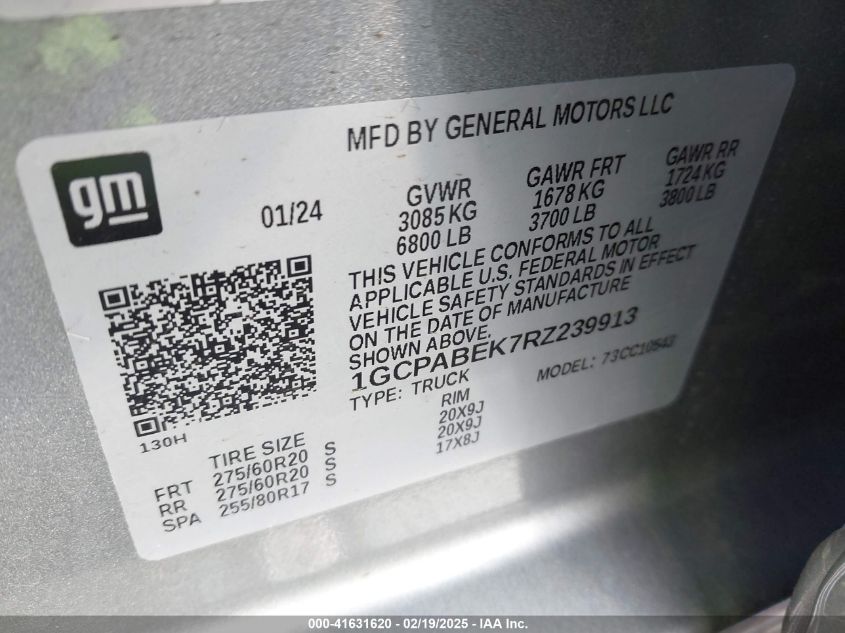 MFD BY GENERAL MOTORS LLC
gm
01/24
GVWR
3085 KG
6800 LB
GAWR FRT
1678 KG
3700 LB
GAWR RR
1724 KG
3800 LB
THIS VEHICLE CONFORMS TO ALL
APPLICABLE U.S. FEDERAL MOTOR
VEHICLE SAFETY STANDARDS IN EFFECT
ON THE DATE OF MANUFACTURE
SHOWN ABOVE.
1GCPABEK7RZ239913
TYPE: TRUCK
MODEL: 73CC10543
130H
TIRE SIZE RIM
FRT 275/60R20 S 20X9J
RR 275/60R20 S 20X9J
SPA 255/80R17 S 17X8J
000-41631620 — 02/19/2025 — IAA Inc.